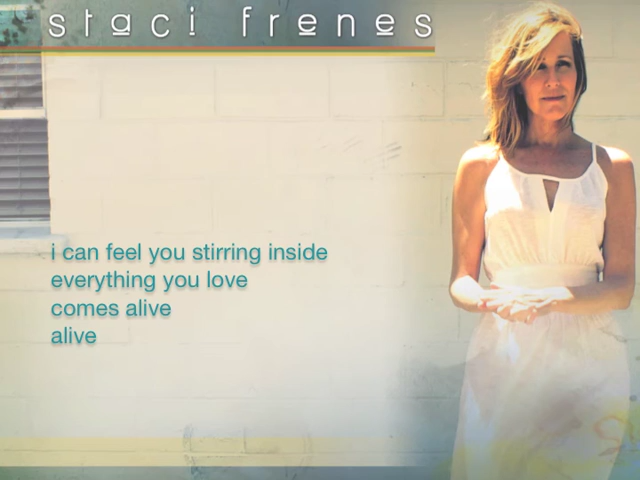 staci frenes
i can feel you stirring inside
everything you love
comes alive
alive